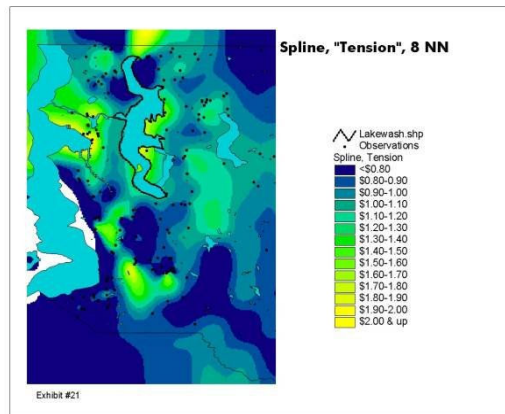 Spline, "Tension", 8 NN
Lakewash.shp
Observations
Spline, Tension
<$0.80
$0.80-0.90
$0.90-1.00
$1.00-1.10
$1.10-1.20
$1.20-1.30
$1.30-1.40
$1.40-1.50
$1.50-1.60
$1.60-1.70
$1.70-1.80
$1.80-1.90
$1.90-2.00
$2.00 & up
Exhibit #21